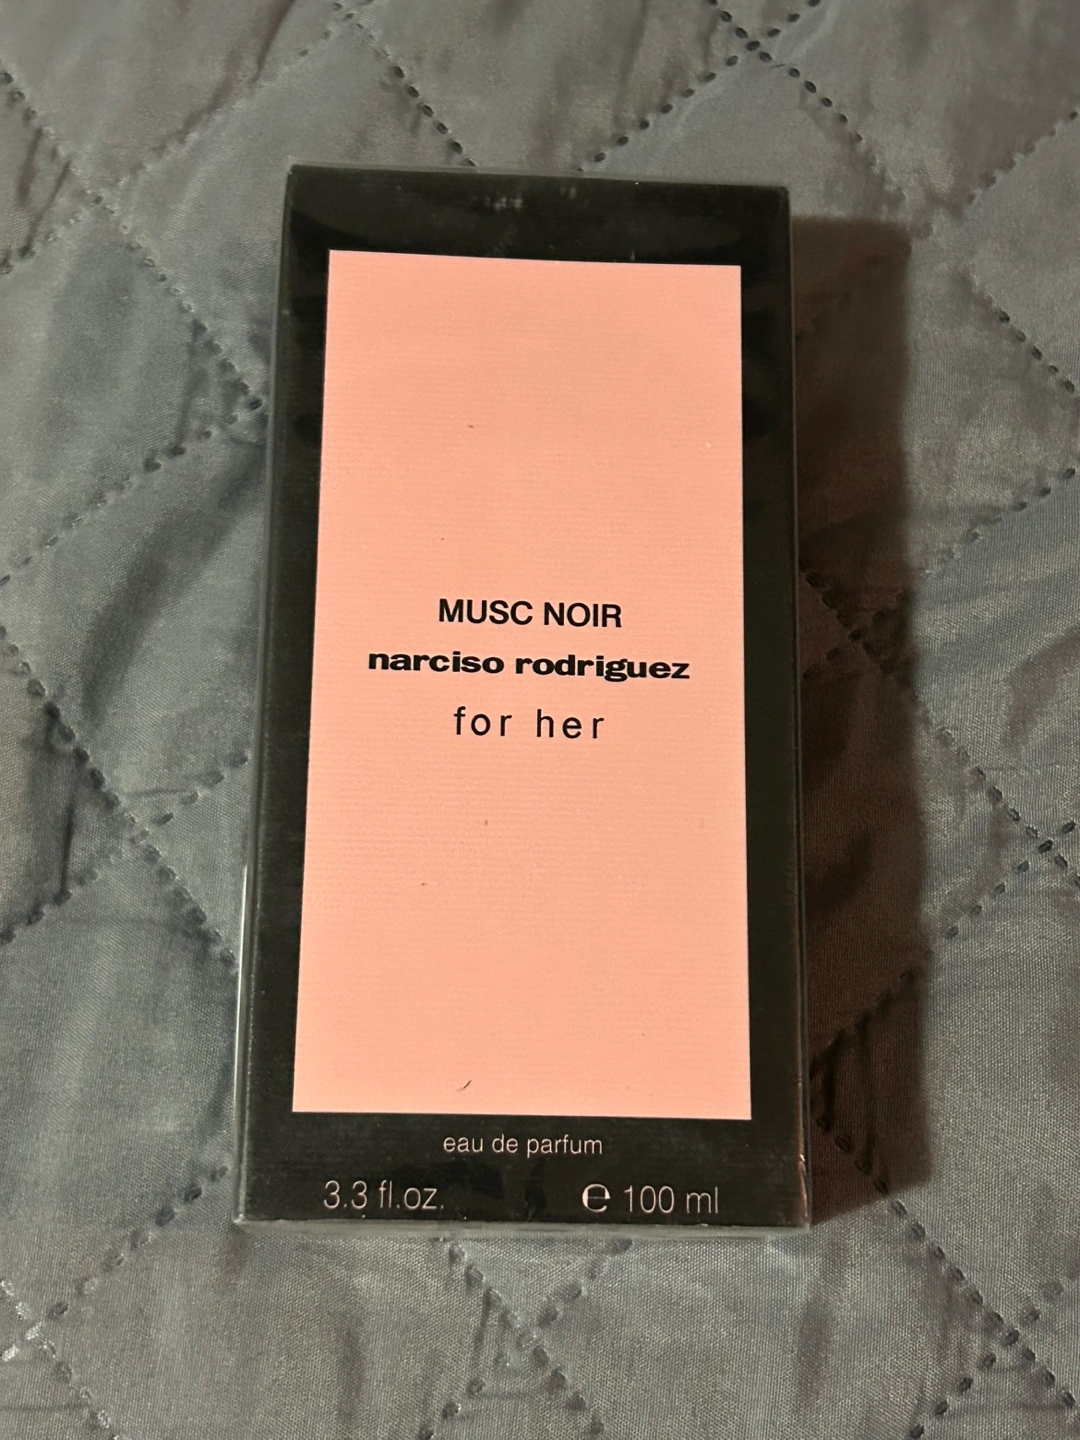 MUSC NOIR
narciso rodriguez
for her
eau de parfum
3.3 fl.oz. ℮ 100 ml